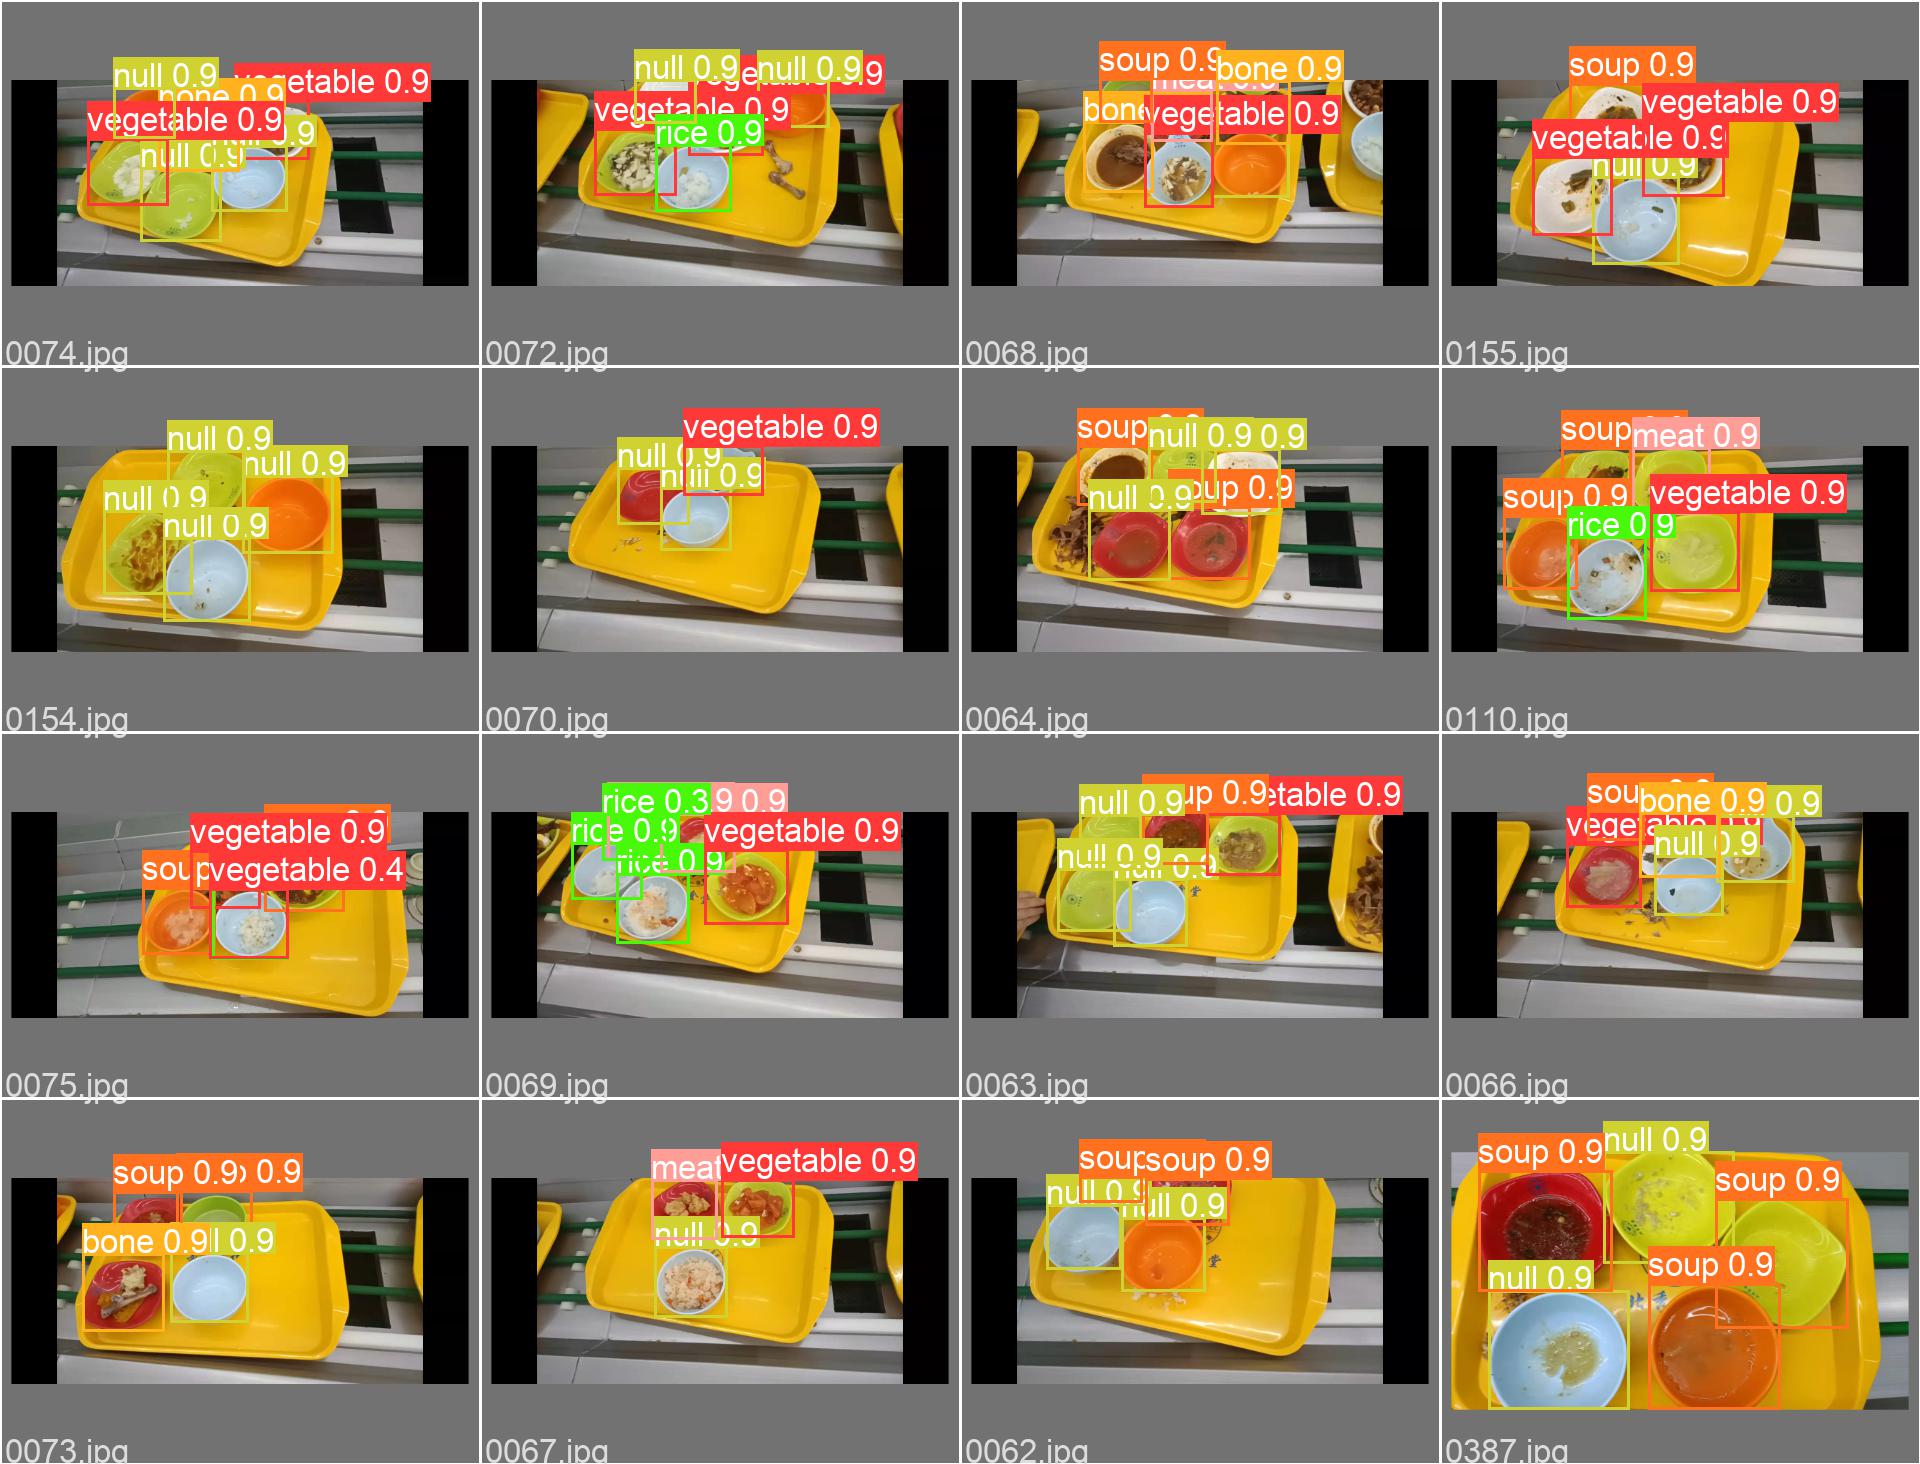 null 0.9
vegetable 0.9
none 0.9
vegetable 0.9
null 0.9
null 0.9
0074.jpg
null 0.9
null 0.9
vegetable 0.9
rice 0.9
0072.jpg
soup 0.9
bone 0.9
meat 0.9
bone
vegetable 0.9
0068.jpg
soup 0.9
vegetable 0.9
vegetable 0.9
null 0.9
0155.jpg
null 0.9
null 0.9
null 0.9
null 0.9
0154.jpg
vegetable 0.9
null 0.9
null 0.9
0070.jpg
soup
null 0.9
0.9
null 0.9
soup 0.9
0064.jpg
soup
meat 0.9
soup 0.9
vegetable 0.9
rice 0.9
0110.jpg
vegetable 0.9
soup
vegetable 0.4
0075.jpg
rice 0.3
0.9
rice 0.9
vegetable 0.9
rice 0.9
0069.jpg
null 0.9
up 0.9
etable 0.9
null 0.9
null 0.9
0063.jpg
sou
bone 0.9
0.9
vegetable
null 0.9
0066.jpg
soup 0.9
0.9
bone 0.9
l 0.9
0073.jpg
meat
vegetable 0.9
null 0.9
0067.jpg
soup
soup 0.9
null 0.9
null 0.9
0062.jpg
null 0.9
soup 0.9
soup 0.9
soup 0.9
null 0.9
0387.jpg